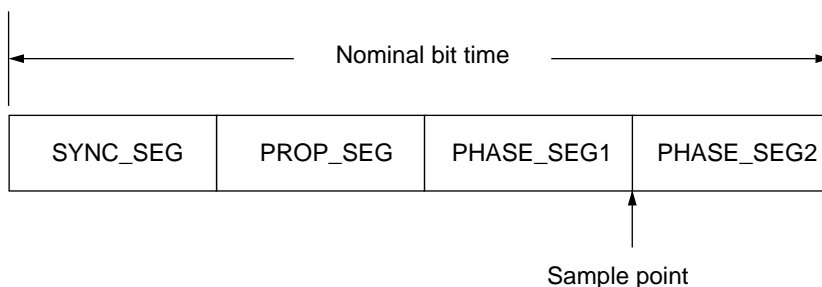 Nominal bit time
SYNC_SEG PROP_SEG PHASE_SEG1 PHASE_SEG2
Sample point